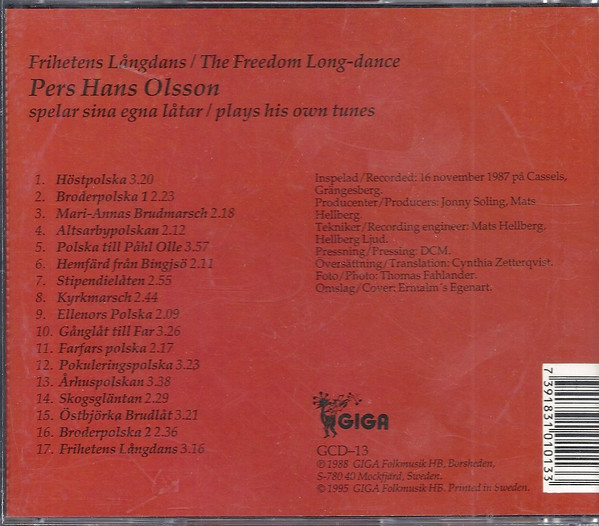 Frihetens Långdans / The Freedom Long-dance
Pers Hans Olsson
spelar sina egna låtar / plays his own tunes
1. Höstpolska 3.20
2. Broderpolska 1 2.23
3. Mari-Annas Brudmarsch 2.18
4. Altsarbypolskan 2.12
5. Polska till Påhl Olle 3.57
6. Hemfärd från Bingsjö 2.11
7. Stipendielåten 2.55
8. Kyrkmarsch 2.44
9. Ellenors Polska 2.09
10. Gånglåt till Far 3.26
11. Farfars polska 2.17
12. Pokuleringspolska 3.23
13. Århuspolskan 3.38
14. Skogsgläntan 2.29
15. Östbjörka Brudlåt 3.21
16. Broderpolska 2 2.36
17. Frihetens Långdans 3.16
Inspelad/Recorded: 16 november 1987 på Cassels,
Grängesberg.
Producenter/Producers: Jonny Soling, Mats
Hellberg.
Tekniker/Recording engineer: Mats Hellberg,
Hellberg Ljud.
Pressning/Pressing: DCM.
Översättning/Translation: Cynthia Zetterqvist.
Foto/Photo: Thomas Fahlander.
Omslag/Cover: Ernalm´s Egenart.
GIGA
GCD–13
℗ 1988 GIGA Folkmusik HB, Borsheden,
S-780 40 Mockfjärd, Sweden.
© 1995 GIGA Folkmusik HB, Printed in Sweden.
7 391831 010133